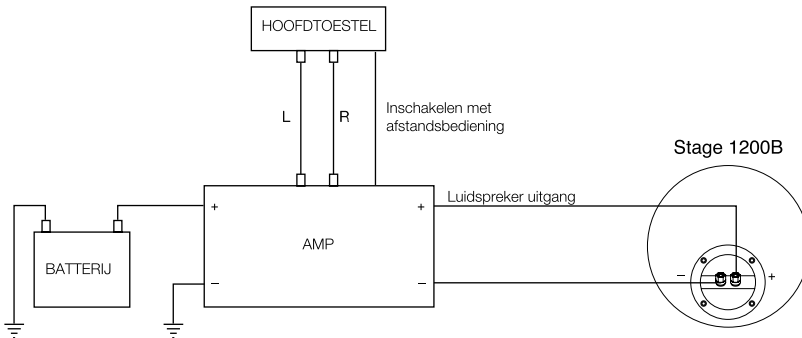 HOOFDTOESTEL
L
R
Inschakelen met
afstandsbediening
Stage 1200B
Luidspreker uitgang
+
+
AMP
BATTERIJ
−
−
−
+